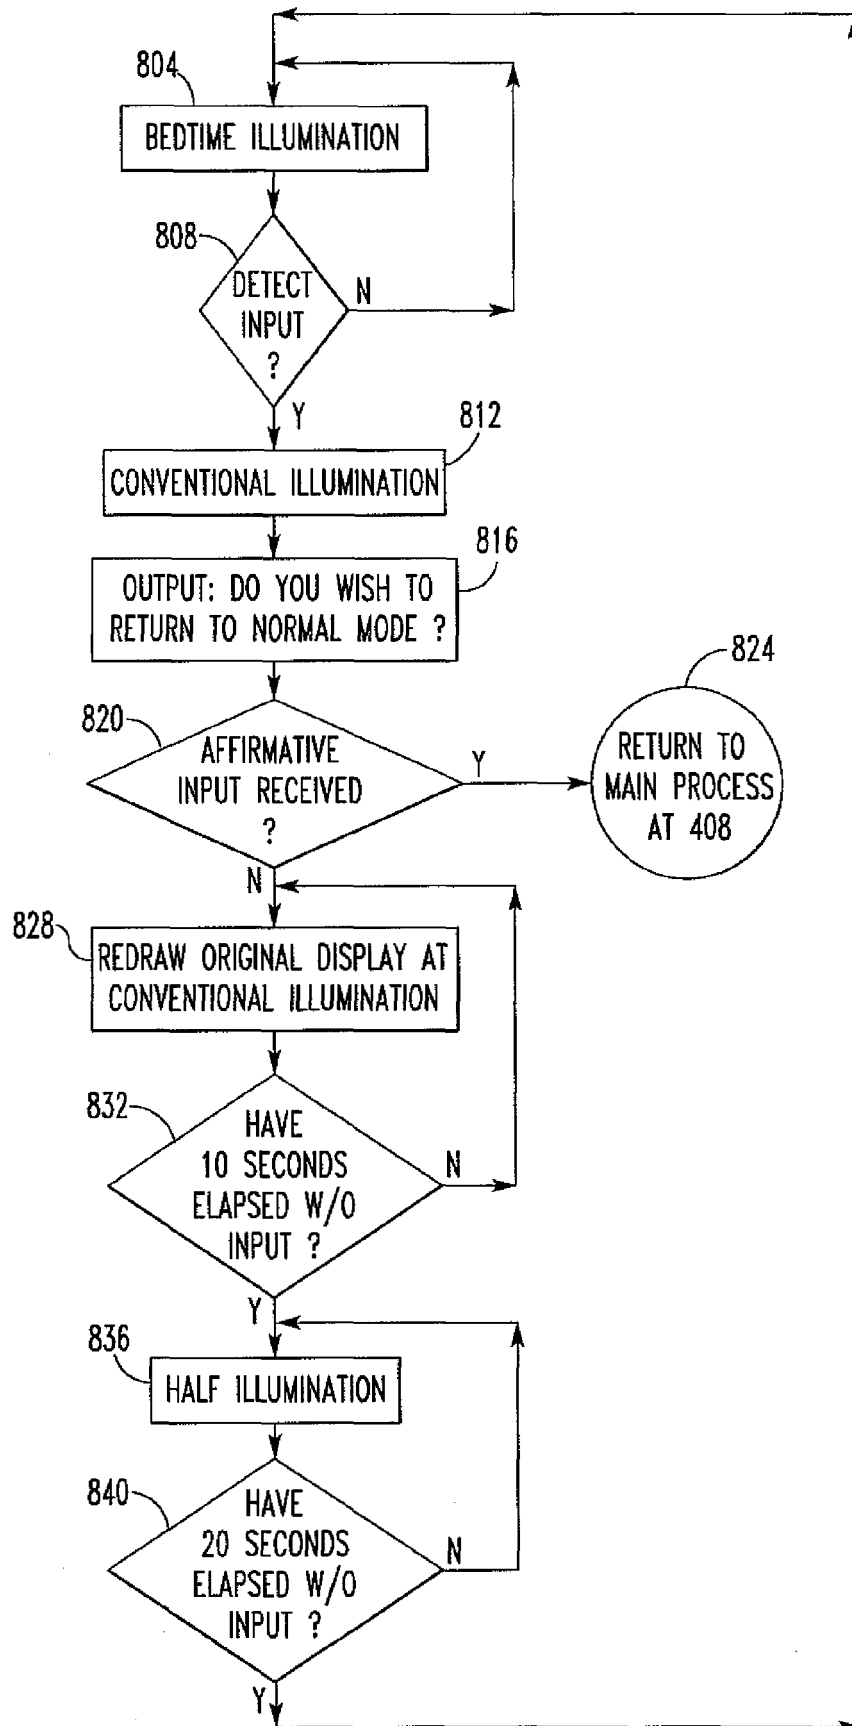 804
BEDTIME ILLUMINATION
808
DETECT
INPUT
?
N
Y
812
CONVENTIONAL ILLUMINATION
816
OUTPUT: DO YOU WISH TO
RETURN TO NORMAL MODE ?
824
820
AFFIRMATIVE
INPUT RECEIVED
?
Y
RETURN TO
MAIN PROCESS
AT 408
N
828
REDRAW ORIGINAL DISPLAY AT
CONVENTIONAL ILLUMINATION
832
HAVE
10 SECONDS
ELAPSED W/O
INPUT ?
N
Y
836
HALF ILLUMINATION
840
HAVE
20 SECONDS
ELAPSED W/O
INPUT ?
N
Y